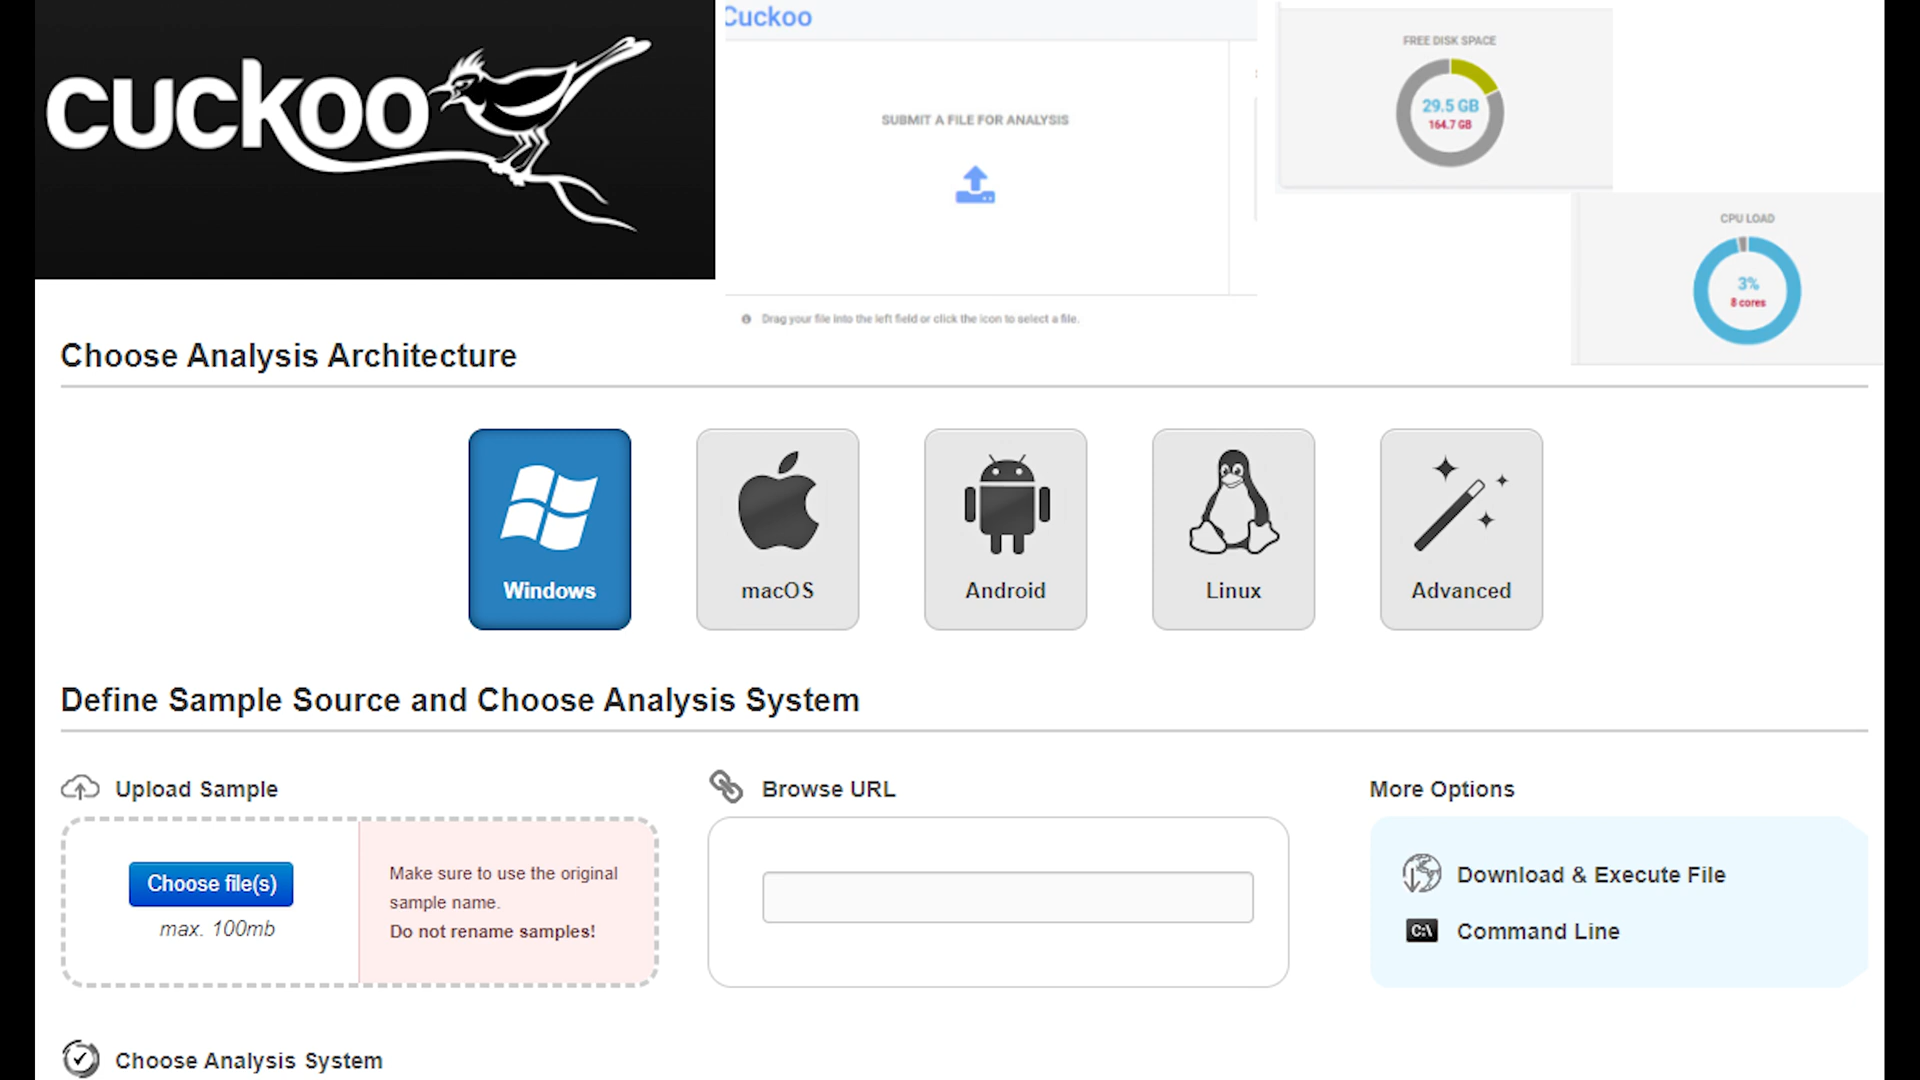 cuckoo
Cuckoo
SUBMIT A FILE FOR ANALYSIS
Drag your file into the left field or click the icon to select a file.
FREE DISK SPACE
29.5 GB
164.7 GB
CPU LOAD
3%
8 cores
Choose Analysis Architecture
Windows
macOS
Android
Linux
Advanced
Define Sample Source and Choose Analysis System
Upload Sample
Choose file(s)
max. 100mb
Make sure to use the original
sample name.
Do not rename samples!
Browse URL
More Options
Download & Execute File
C:\
Command Line
Choose Analysis System